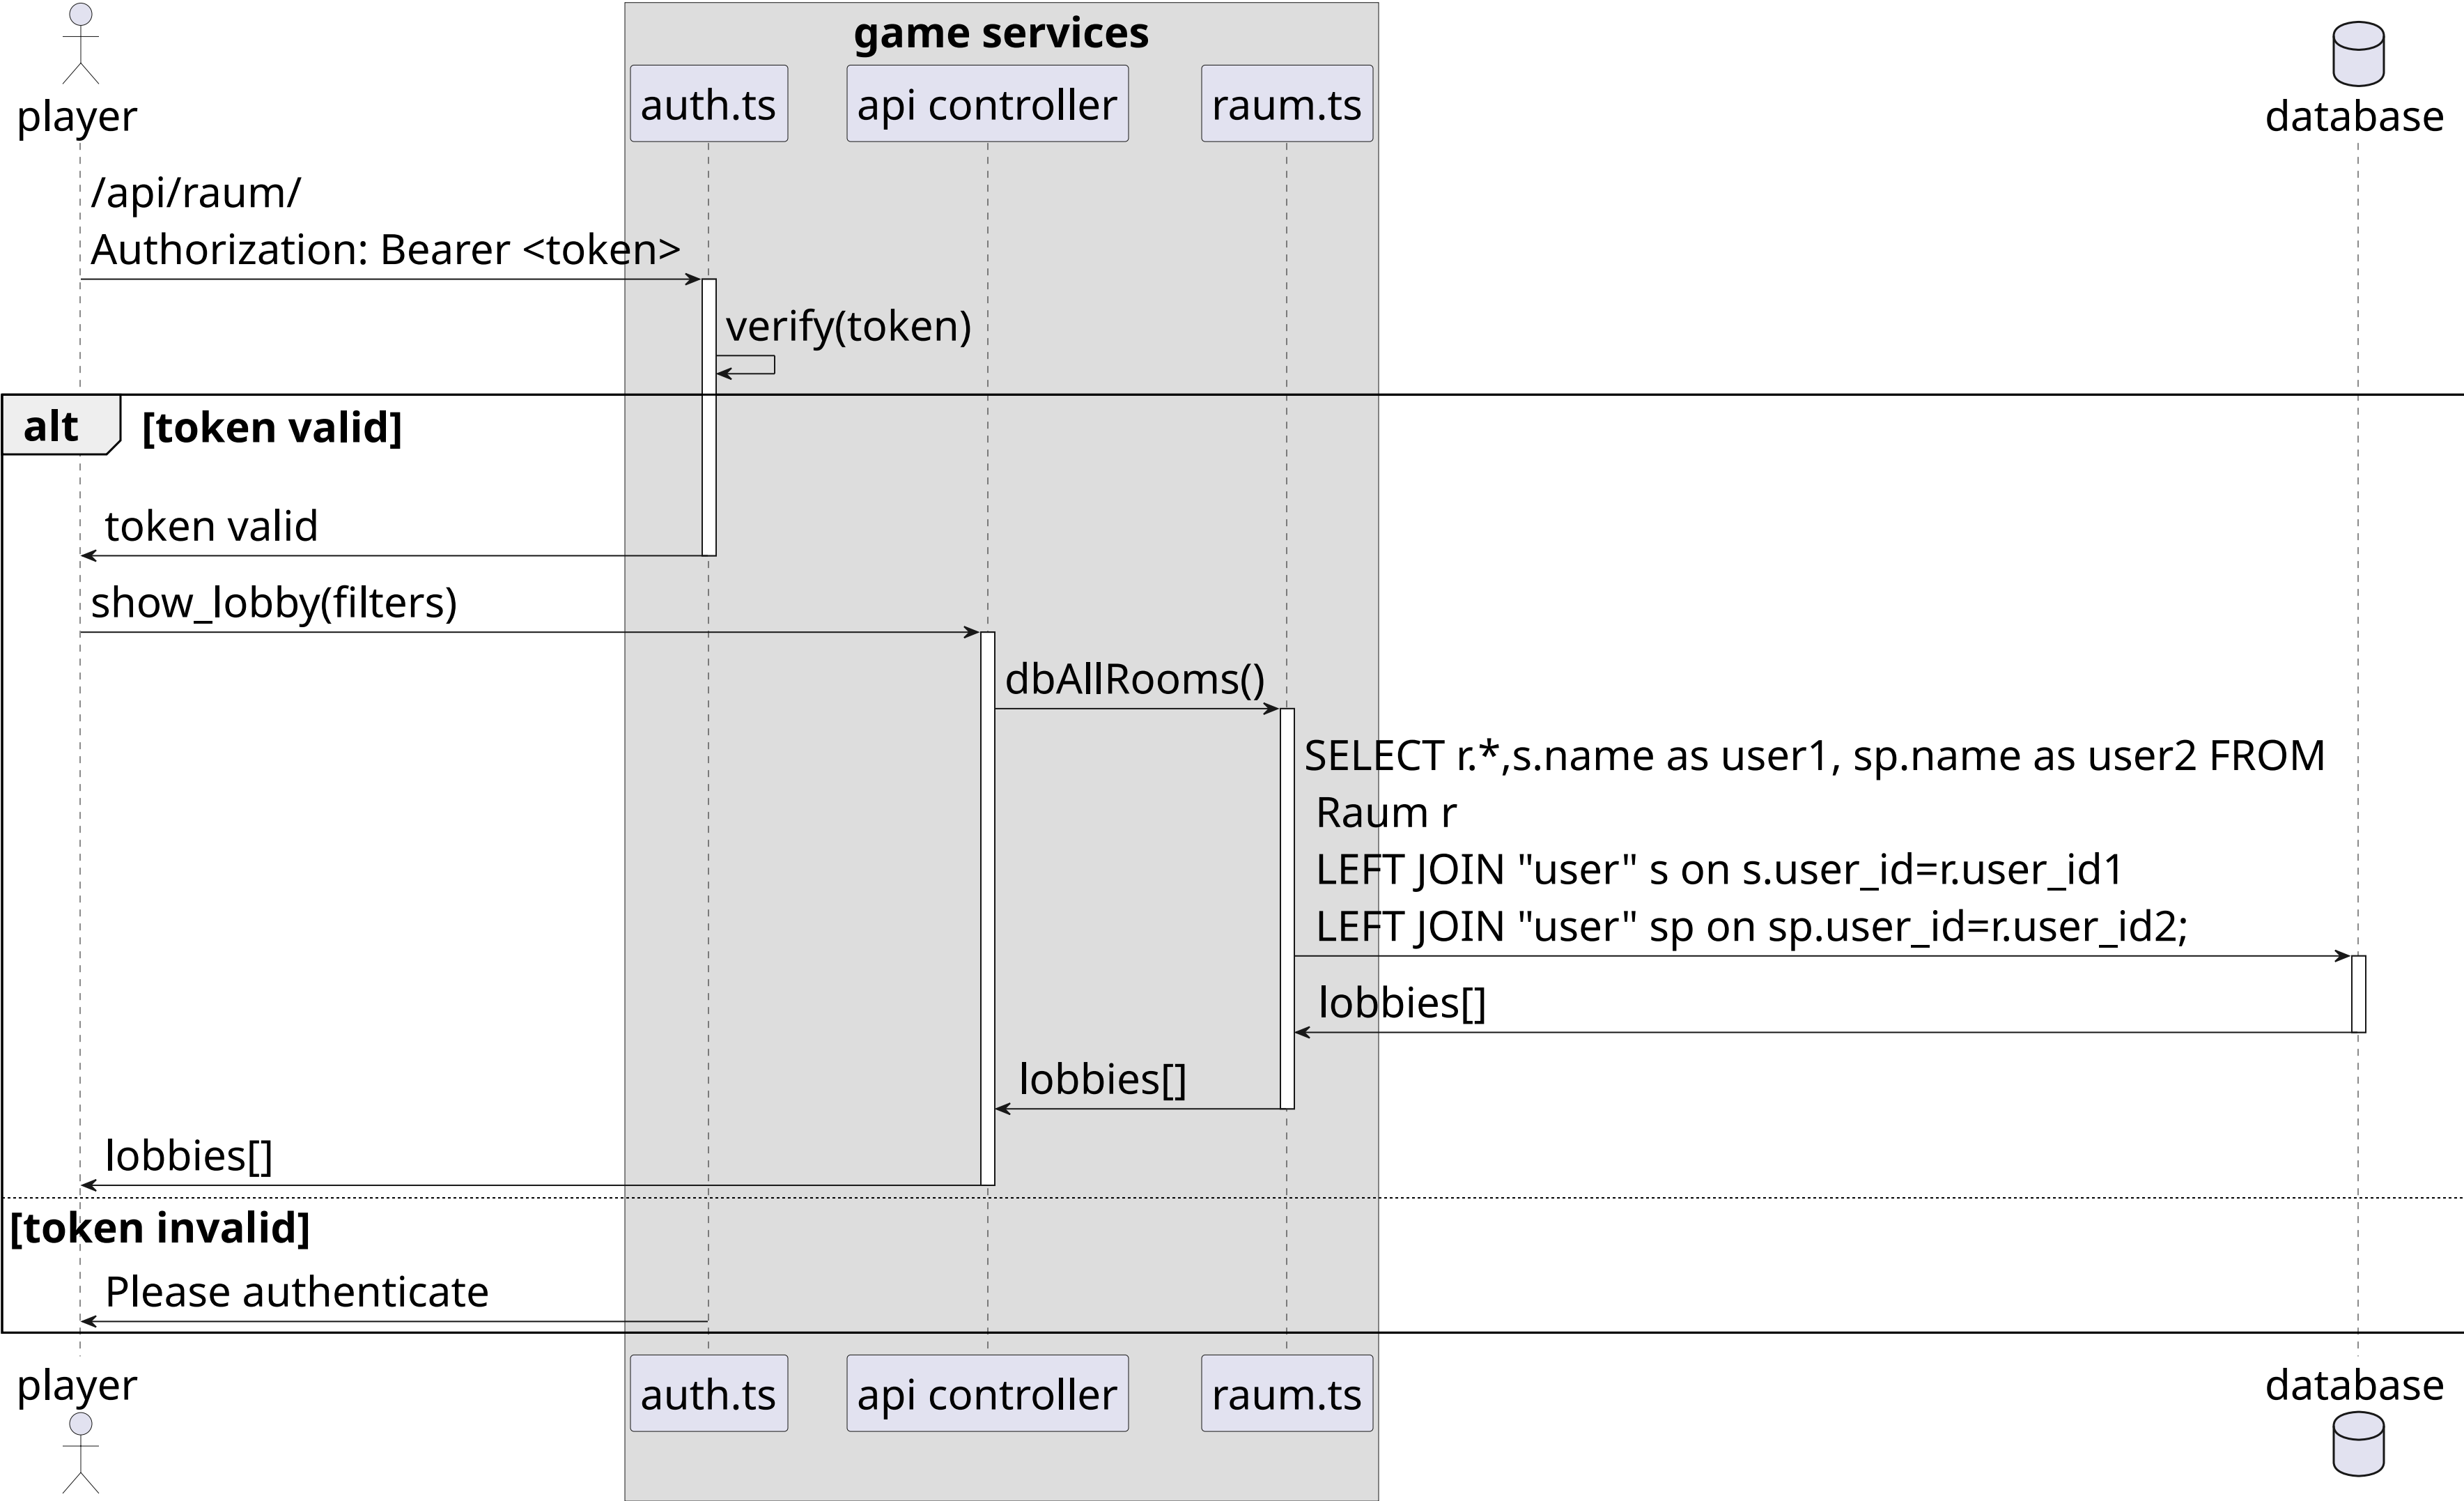 game services
player
auth.ts
api controller
raum.ts
database
/api/raum/
Authorization: Bearer <token>
verify(token)
alt
[token valid]
token valid
show_lobby(filters)
dbAllRooms()
SELECT r.*,s.name as user1, sp.name as user2 FROM
Raum r
LEFT JOIN "user" s on s.user_id=r.user_id1
LEFT JOIN "user" sp on sp.user_id=r.user_id2;
lobbies[]
lobbies[]
lobbies[]
[token invalid]
Please authenticate
player
auth.ts
api controller
raum.ts
database